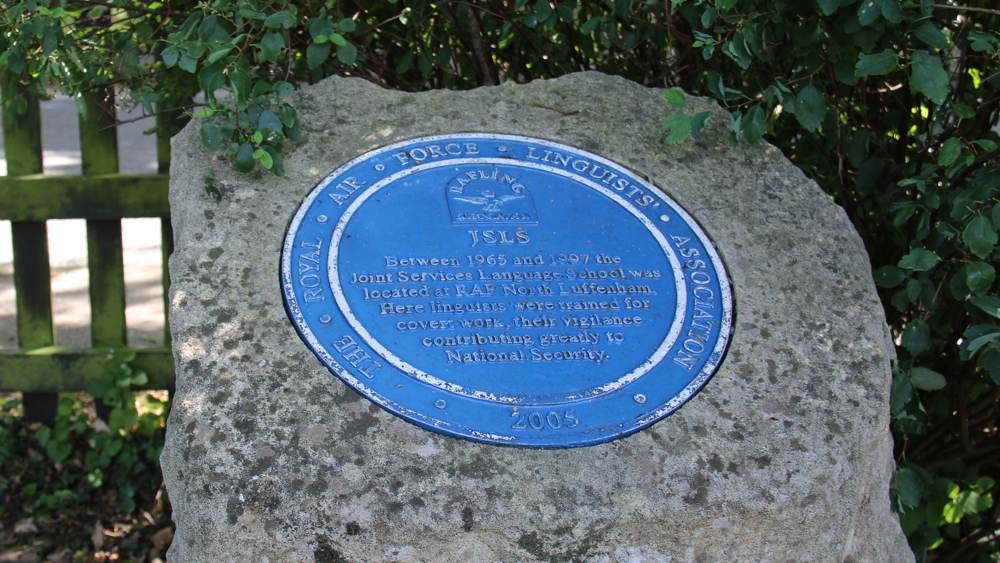 THE ROYAL AIR FORCE LINGUISTS' ASSOCIATION
RAFLING
JSLS
Between 1965 and 1997 the
Joint Services Language School was
located at RAF North Luffenham.
Here linguists were trained for
covert work, their vigilance
contributing greatly to
National Security.
2005